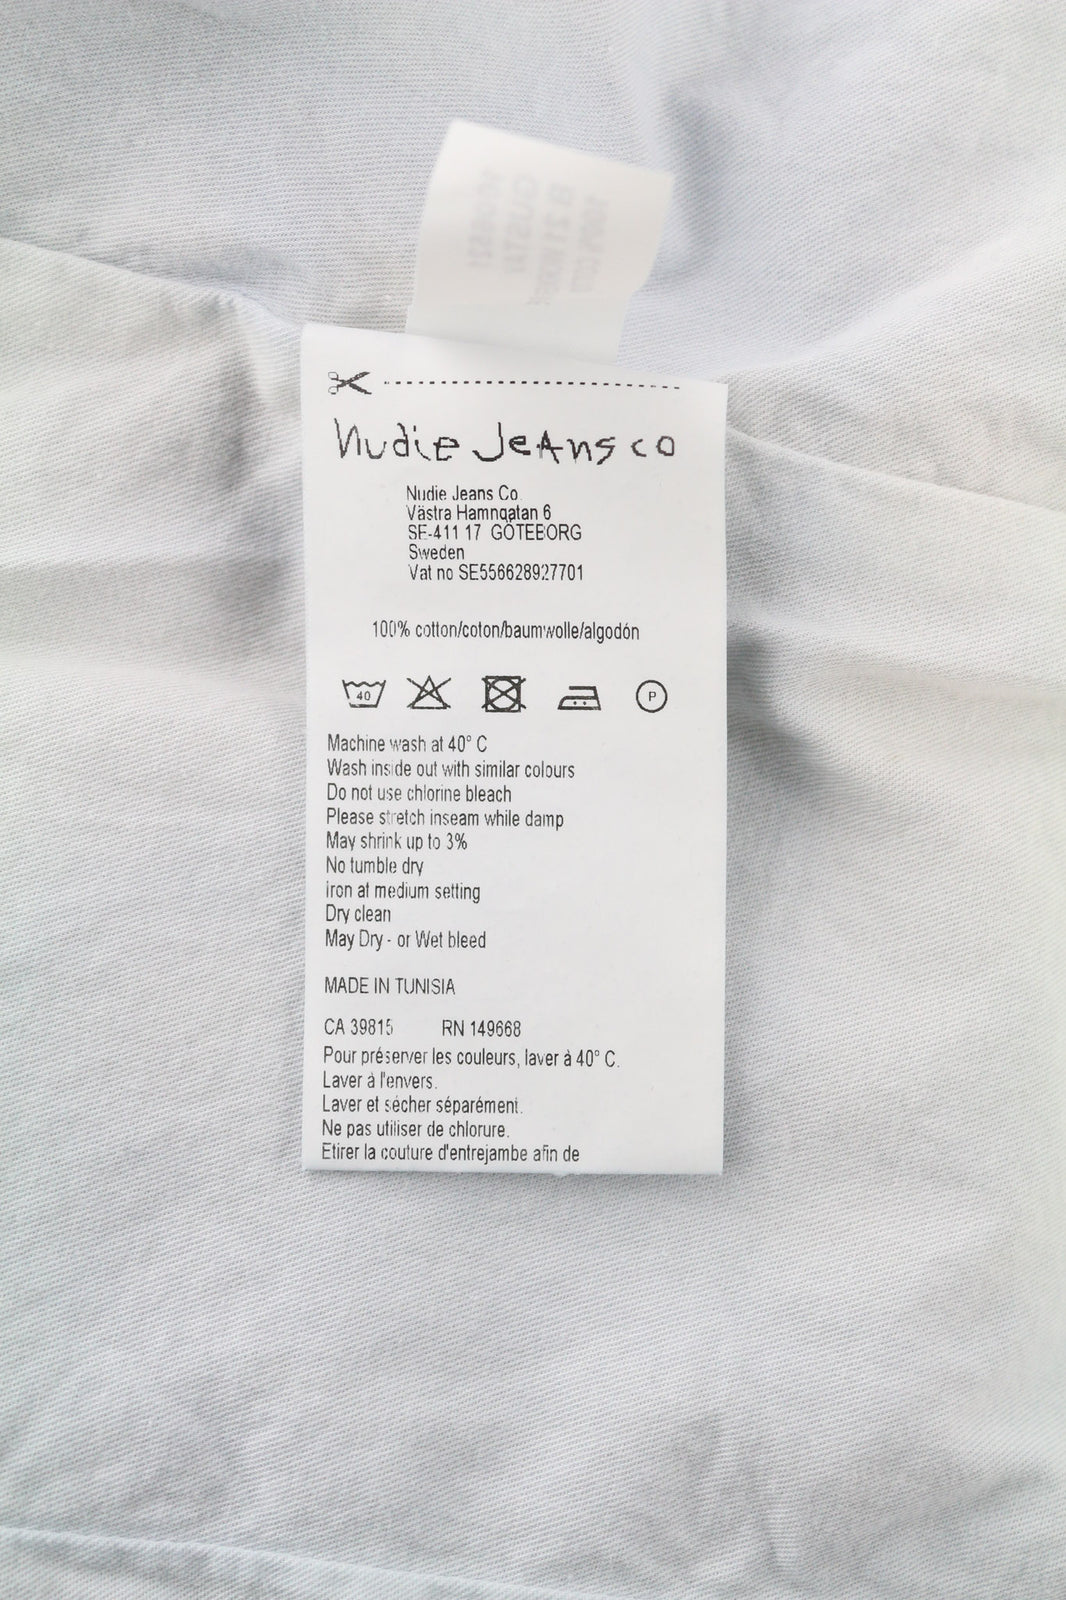 Nudie Jeans co
Nudie Jeans Co.
Västra Hamngatan 6
SE-411 17 GÖTEBORG
Sweden
Vat no SE556628927701
100% cotton/coton/baumwolle/algodón
40 P
Machine wash at 40° C
Wash inside out with similar colours
Do not use chlorine bleach
Please stretch inseam while damp
May shrink up to 3%
No tumble dry
Iron at medium setting
Dry clean
May Dry - or Wet bleed
MADE IN TUNISIA
CA 39815 RN 149668
Pour préserver les couleurs, laver à 40° C.
Laver à l'envers.
Laver et sécher séparément.
Ne pas utiliser de chlorure.
Etirer la couture d'entrejambe afin de